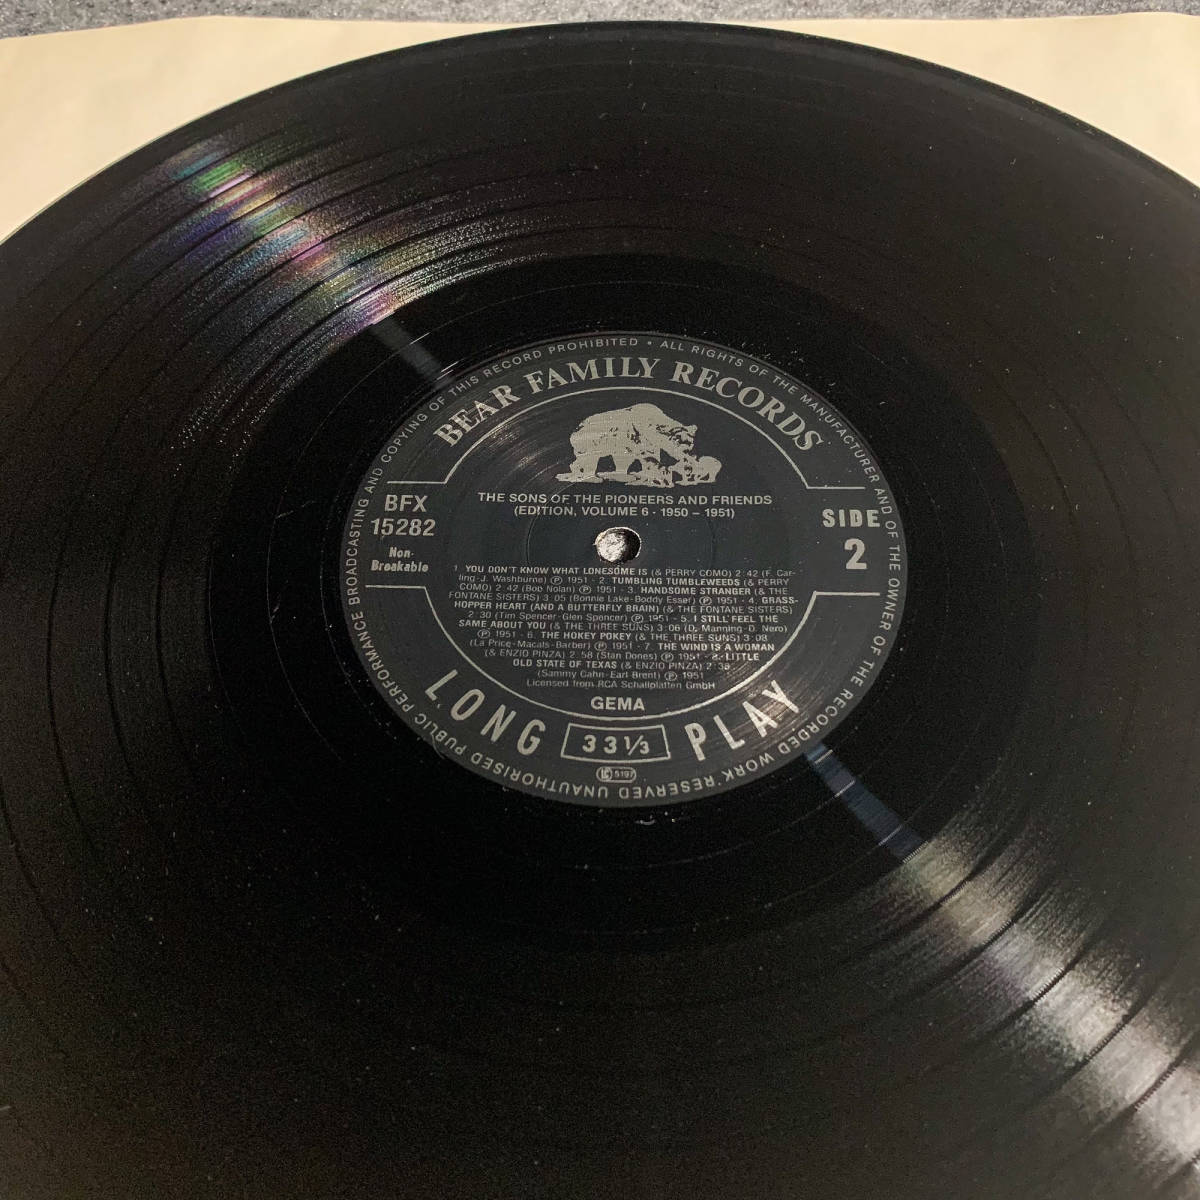 PERFORMANCE BROADCASTING AND COPYING OF THIS RECORD PROHIBITED • ALL RIGHTS OF THE MANUFACTURER AND OF THE OWNER OF THE RECORDED WORK RESERVED UNAUTHORISED PUBLIC
BEAR FAMILY RECORDS
THE SONS OF THE PIONEERS AND FRIENDS
(EDITION, VOLUME 6 - 1950 – 1951)
BFX
15282
Non-
Breakable
SIDE
2
1. YOU DON'T KNOW WHAT LONESOME IS (& PERRY COMO) 2:42 (F. Car-
ling-J. Washburne) Ⓟ 1951 - 2. TUMBLING TUMBLEWEEDS (& PERRY
COMO) 2:42 (Bob Nolan) Ⓟ 1951 - 3. HANDSOME STRANGER (& THE
FONTANE SISTERS) 3:05 (Bonnie Lake-Boddy Esser) Ⓟ 1951 - 4. GRASS-
HOPPER HEART (AND A BUTTERFLY BRAIN) (& THE FONTANE SISTERS)
2:30 (Tim Spencer-Glen Spencer) Ⓟ 1951 - 5. I STILL FEEL THE
SAME ABOUT YOU (& THE THREE SUNS) 3:06 (D. Manning-D. Nero)
Ⓟ 1951 - 6. THE HOKEY POKEY (& THE THREE SUNS) 3:08
(La Price-Macals-Barber) Ⓟ 1951 - 7. THE WIND IS A WOMAN
(& ENZIO PINZA) 2:58 (Stan Dones) Ⓟ 1951 - 8. LITTLE
OLD STATE OF TEXAS (& ENZIO PINZA) 2:39
(Sammy Cahn-Earl Brent) Ⓟ 1951
Licensed from RCA Schallplatten GmbH
GEMA
LONG 33 1/3 PLAY
LC 5197